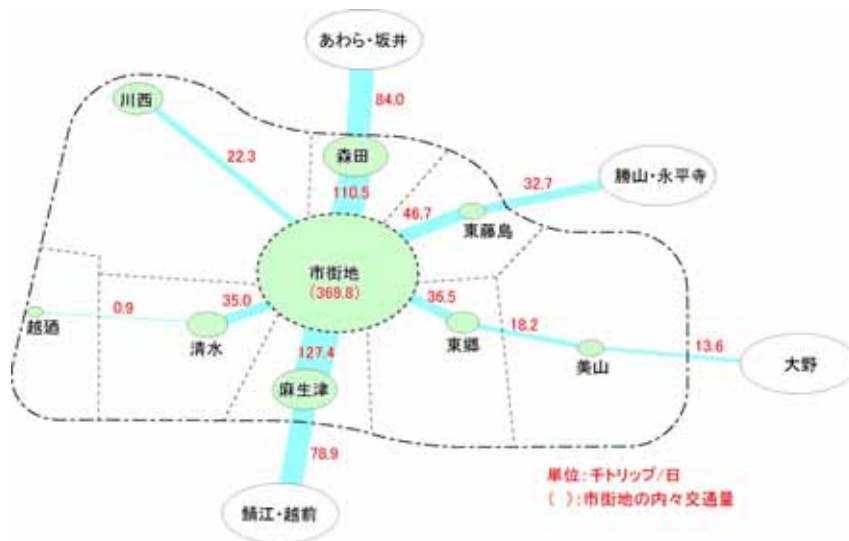 あわら・坂井
川西
84.0
森田
22.3
110.5
勝山・永平寺
32.7
46.7
東藤島
市街地
(369.8)
越廼
0.9
35.0
清水
36.5
東郷
18.2
美山
13.6
大野
127.4
麻生津
78.9
鯖江・越前
単位:千トリップ/日
( ):市街地の内々交通量